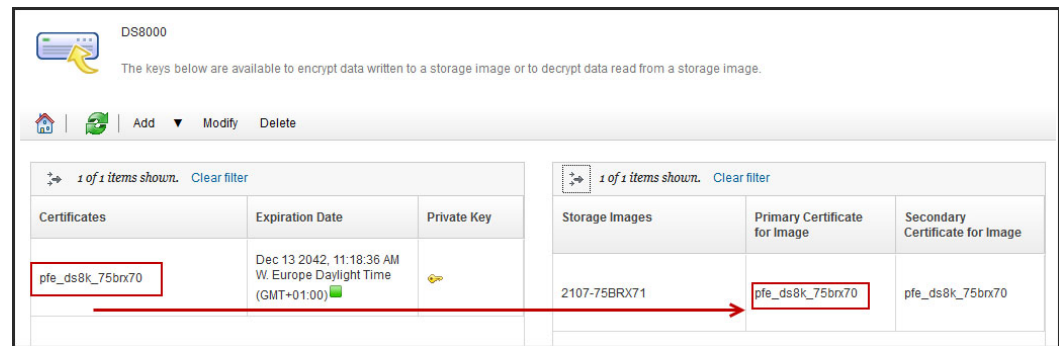 DS8000
The keys below are available to encrypt data written to a storage image or to decrypt data read from a storage image.
Add ▼ Modify Delete
1 of 1 items shown. Clear filter
Certificates Expiration Date Private Key
pfe_ds8k_75brx70
Dec 13 2042, 11:18:36 AM
W. Europe Daylight Time
(GMT+01:00)
1 of 1 items shown. Clear filter
Storage Images
Primary Certificate
for Image
Secondary
Certificate for Image
2107-75BRX71 pfe_ds8k_75brx70 pfe_ds8k_75brx70